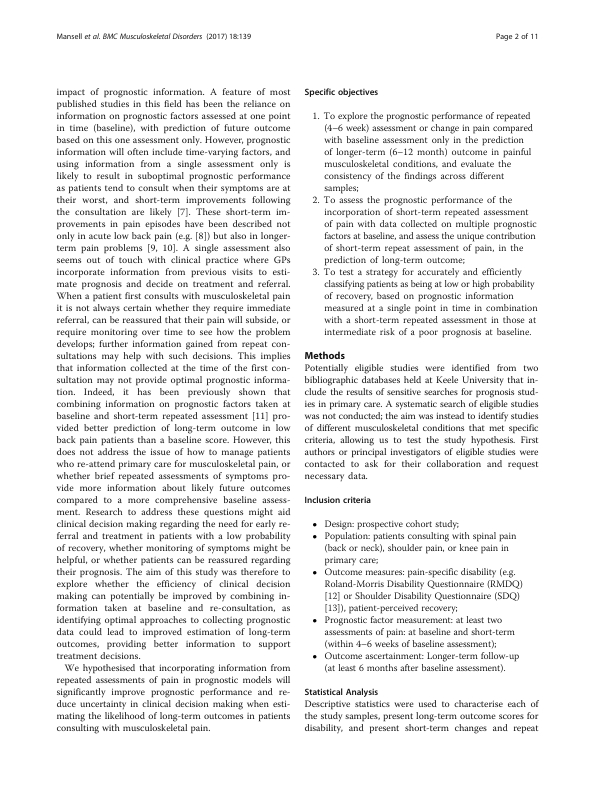 Mansell et al. BMC Musculoskeletal Disorders (2017) 18:139
Page 2 of 11
impact of prognostic information. A feature of most
published studies in this field has been the reliance on
information on prognostic factors assessed at one point
in time (baseline), with prediction of future outcome
based on this one assessment only. However, prognostic
information will often include time-varying factors, and
using information from a single assessment only is
likely to result in suboptimal prognostic performance
as patients tend to consult when their symptoms are at
their worst, and short-term improvements following
the consultation are likely [7]. These short-term im-
provements in pain episodes have been described not
only in acute low back pain (e.g. [8]) but also in longer-
term pain problems [9, 10]. A single assessment also
seems out of touch with clinical practice where GPs
incorporate information from previous visits to esti-
mate prognosis and decide on treatment and referral.
When a patient first consults with musculoskeletal pain
it is not always certain whether they require immediate
referral, can be reassured that their pain will subside, or
require monitoring over time to see how the problem
develops; further information gained from repeat con-
sultations may help with such decisions. This implies
that information collected at the time of the first con-
sultation may not provide optimal prognostic informa-
tion. Indeed, it has been previously shown that
combining information on prognostic factors taken at
baseline and short-term repeated assessment [11] pro-
vided better prediction of long-term outcome in low
back pain patients than a baseline score. However, this
does not address the issue of how to manage patients
who re-attend primary care for musculoskeletal pain, or
whether brief repeated assessments of symptoms pro-
vide more information about likely future outcomes
compared to a more comprehensive baseline assess-
ment. Research to address these questions might aid
clinical decision making regarding the need for early re-
ferral and treatment in patients with a low probability
of recovery, whether monitoring of symptoms might be
helpful, or whether patients can be reassured regarding
their prognosis. The aim of this study was therefore to
explore whether the efficiency of clinical decision
making can potentially be improved by combining in-
formation taken at baseline and re-consultation, as
identifying optimal approaches to collecting prognostic
data could lead to improved estimation of long-term
outcomes, providing better information to support
treatment decisions.
We hypothesised that incorporating information from
repeated assessments of pain in prognostic models will
significantly improve prognostic performance and re-
duce uncertainty in clinical decision making when esti-
mating the likelihood of long-term outcomes in patients
consulting with musculoskeletal pain.
Specific objectives
1. To explore the prognostic performance of repeated
(4–6 week) assessment or change in pain compared
with baseline assessment only in the prediction
of longer-term (6–12 month) outcome in painful
musculoskeletal conditions, and evaluate the
consistency of the findings across different
samples;
2. To assess the prognostic performance of the
incorporation of short-term repeated assessment
of pain with data collected on multiple prognostic
factors at baseline, and assess the unique contribution
of short-term repeat assessment of pain, in the
prediction of long-term outcome;
3. To test a strategy for accurately and efficiently
classifying patients as being at low or high probability
of recovery, based on prognostic information
measured at a single point in time in combination
with a short-term repeated assessment in those at
intermediate risk of a poor prognosis at baseline.
Methods
Potentially eligible studies were identified from two
bibliographic databases held at Keele University that in-
clude the results of sensitive searches for prognosis stud-
ies in primary care. A systematic search of eligible studies
was not conducted; the aim was instead to identify studies
of different musculoskeletal conditions that met specific
criteria, allowing us to test the study hypothesis. First
authors or principal investigators of eligible studies were
contacted to ask for their collaboration and request
necessary data.
Inclusion criteria
• Design: prospective cohort study;
• Population: patients consulting with spinal pain
(back or neck), shoulder pain, or knee pain in
primary care;
• Outcome measures: pain-specific disability (e.g.
Roland-Morris Disability Questionnaire (RMDQ)
[12] or Shoulder Disability Questionnaire (SDQ)
[13]), patient-perceived recovery;
• Prognostic factor measurement: at least two
assessments of pain: at baseline and short-term
(within 4–6 weeks of baseline assessment);
• Outcome ascertainment: Longer-term follow-up
(at least 6 months after baseline assessment).
Statistical Analysis
Descriptive statistics were used to characterise each of
the study samples, present long-term outcome scores for
disability, and present short-term changes and repeat